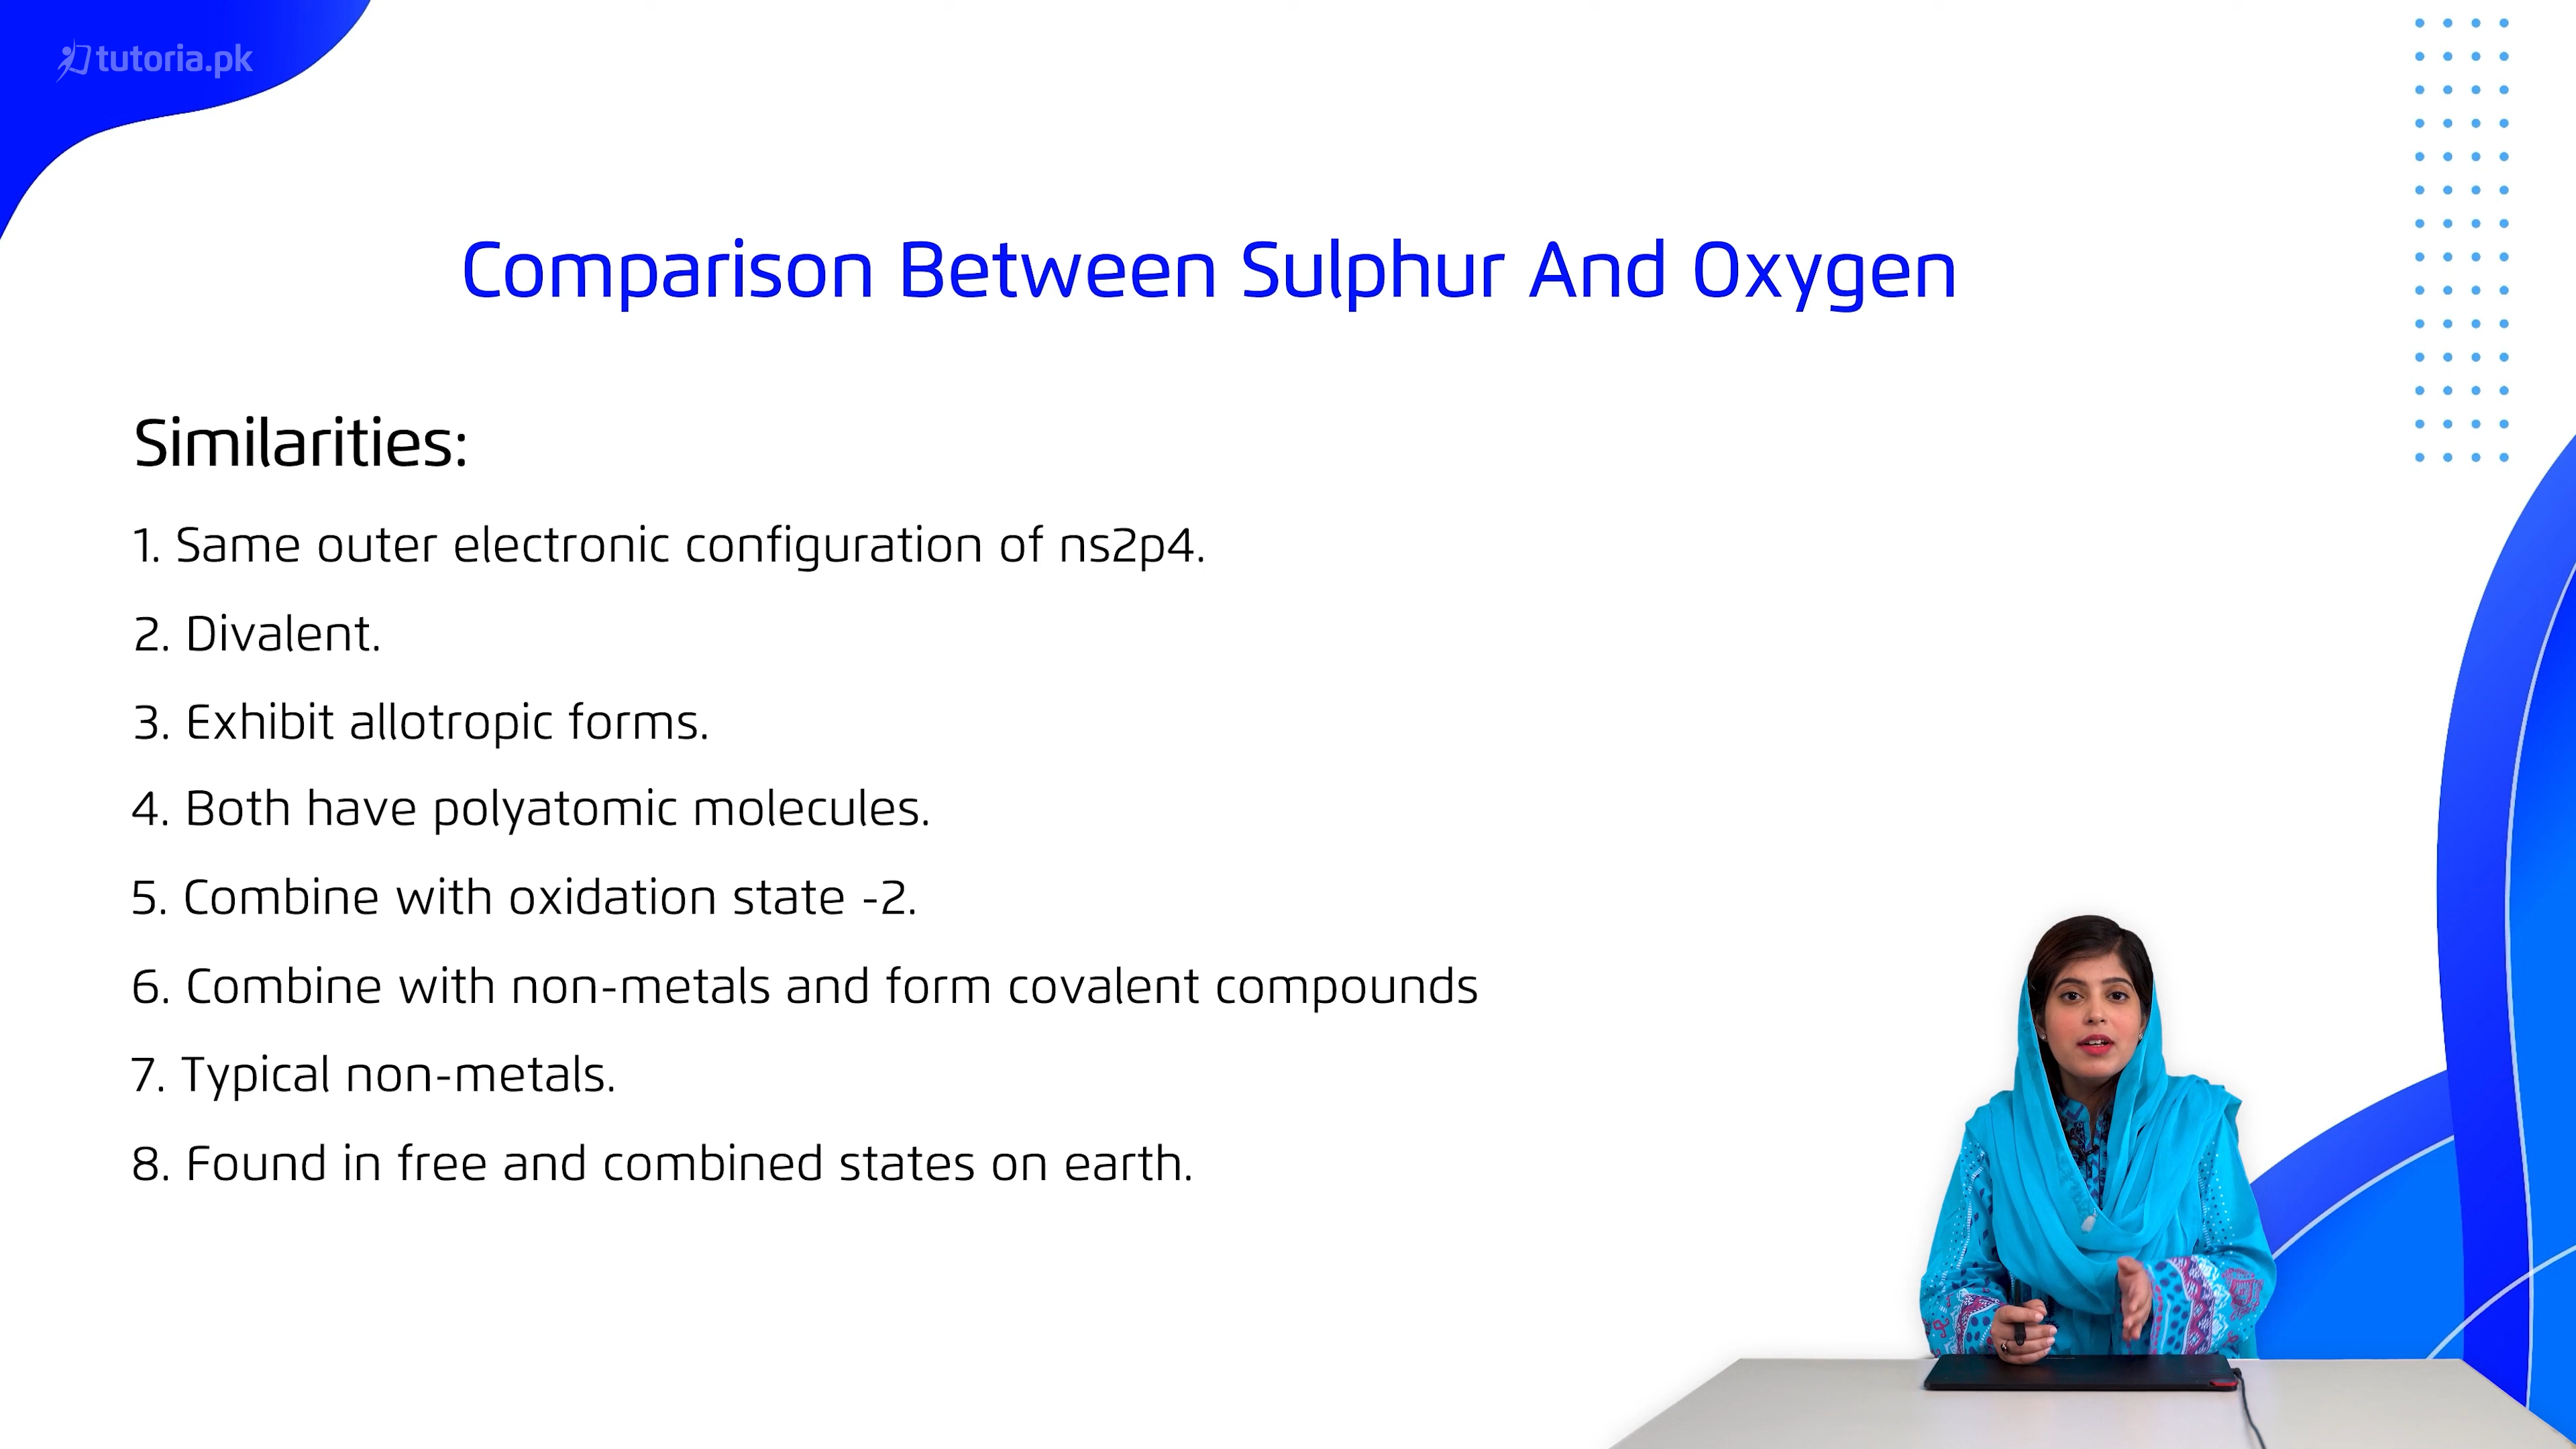 tutoria.pk
Comparison Between Sulphur And Oxygen
Similarities:
1. Same outer electronic configuration of ns2p4.
2. Divalent.
3. Exhibit allotropic forms.
4. Both have polyatomic molecules.
5. Combine with oxidation state -2.
6. Combine with non-metals and form covalent compounds
7. Typical non-metals.
8. Found in free and combined states on earth.